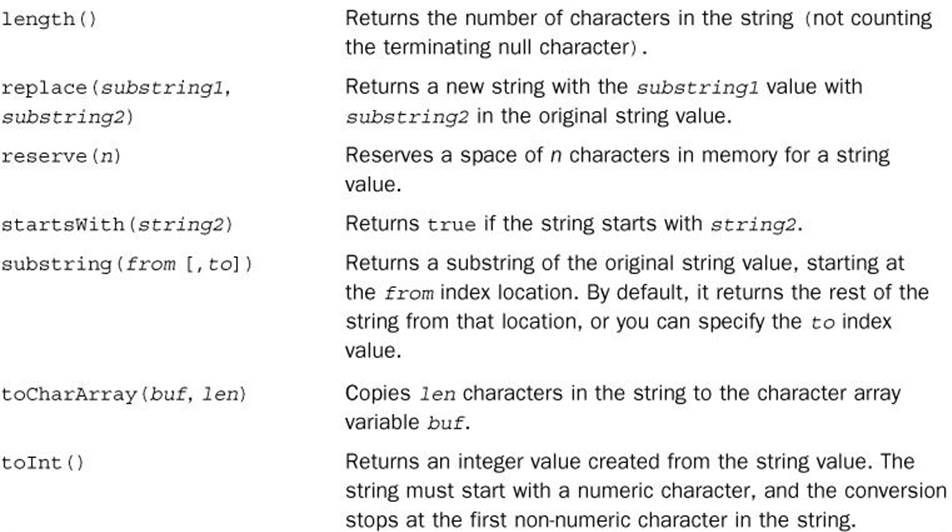 length() Returns the number of characters in the string (not counting
the terminating null character).
replace(substring1, Returns a new string with the substring1 value with
substring2) substring2 in the original string value.
reserve(n) Reserves a space of n characters in memory for a string
value.
startsWith(string2) Returns true if the string starts with string2.
substring(from [,to]) Returns a substring of the original string value, starting at
the from index location. By default, it returns the rest of the
string from that location, or you can specify the to index
value.
toCharArray(buf, len) Copies len characters in the string to the character array
variable buf.
toInt() Returns an integer value created from the string value. The
string must start with a numeric character, and the conversion
stops at the first non-numeric character in the string.